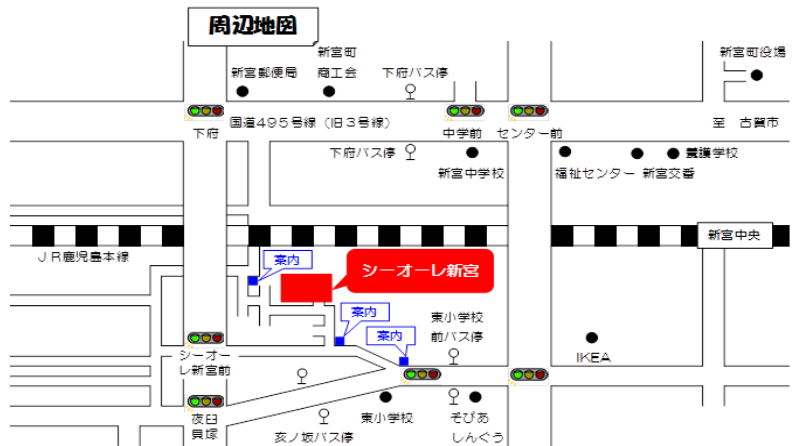 周辺地図
新宮町
商工会
新宮郵便局
下府バス停
新宮町役場
国道495号線（旧3号線）
下府
中学前
センター前
至 古賀市
下府バス停
新宮中学校
福祉センター
新宮交番
養護学校
JR鹿児島本線
新宮中央
案内
シーオーレ新宮
案内
案内
東小学校
前バス停
IKEA
シーオー
レ新宮前
夜臼
貝塚
亥ノ坂バス停
東小学校
そぴあ
しんぐう